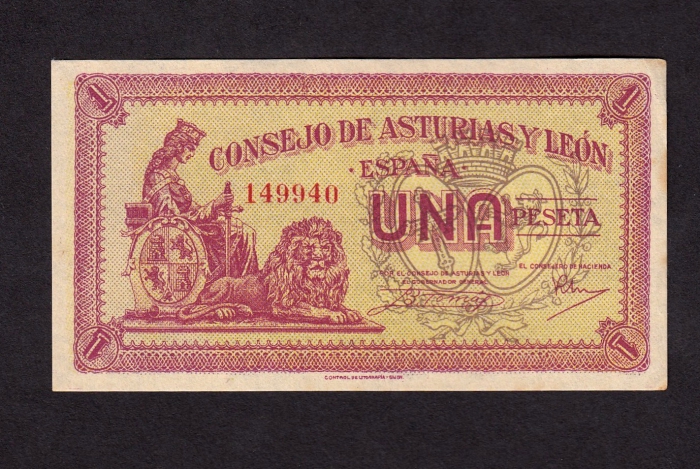 1 1
CONSEJO DE ASTURIAS Y LEÓN
· ESPAÑA ·
149940
UNA PESETA
POR EL CONSEJO DE ASTURIAS Y LEÓN
EL GOBERNADOR GENERAL
EL CONSEJERO DE HACIENDA
1 1